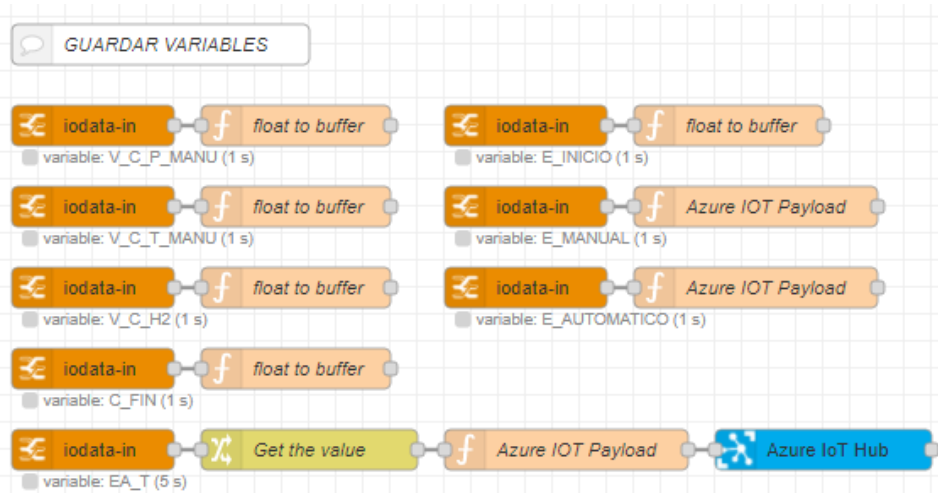 GUARDAR VARIABLES
iodata-in float to buffer iodata-in float to buffer
variable: V_C_P_MANU (1 s) variable: E_INICIO (1 s)
iodata-in float to buffer iodata-in Azure IOT Payload
variable: V_C_T_MANU (1 s) variable: E_MANUAL (1 s)
iodata-in float to buffer iodata-in Azure IOT Payload
variable: V_C_H2 (1 s) variable: E_AUTOMATICO (1 s)
iodata-in float to buffer
variable: C_FIN (1 s)
iodata-in Get the value Azure IOT Payload Azure IoT Hub
variable: EA_T (5 s)